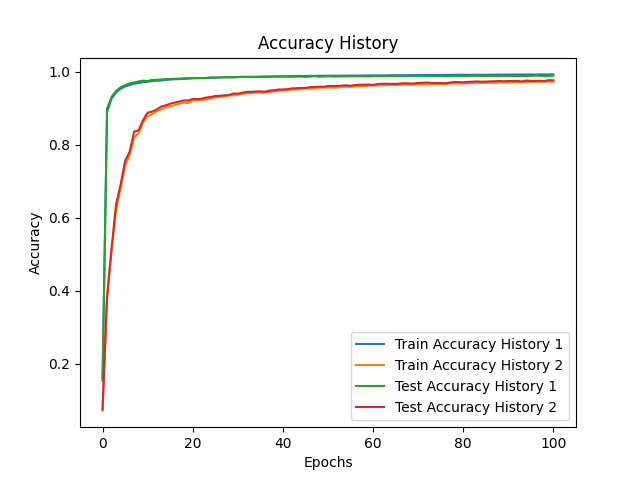 Accuracy History
1.0
0.8
0.6
0.4
0.2
Accuracy
Train Accuracy History 1
Train Accuracy History 2
Test Accuracy History 1
Test Accuracy History 2
0 20 40 60 80 100
Epochs